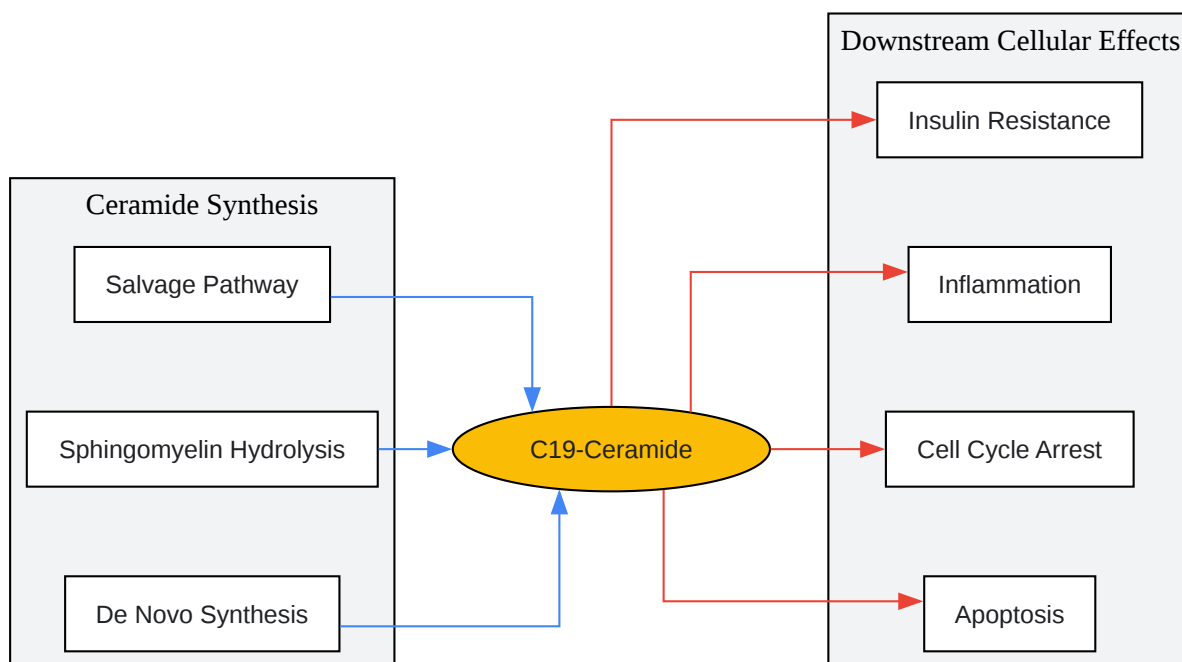 Ceramide Synthesis
Salvage Pathway
Sphingomyelin Hydrolysis
De Novo Synthesis
C19-Ceramide
Downstream Cellular Effects
Insulin Resistance
Inflammation
Cell Cycle Arrest
Apoptosis